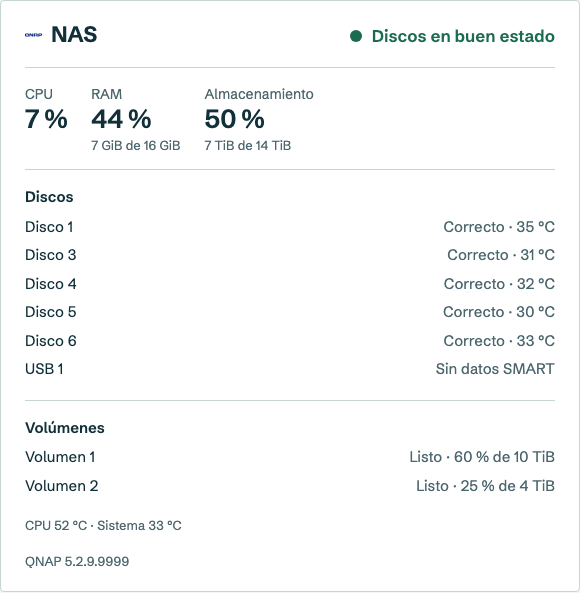 QNAP NAS
Discos en buen estado
CPU
RAM
Almacenamiento
7 %
44 %
50 %
7 GiB de 16 GiB
7 TiB de 14 TiB
Discos
Disco 1 Correcto · 35 °C
Disco 3 Correcto · 31 °C
Disco 4 Correcto · 32 °C
Disco 5 Correcto · 30 °C
Disco 6 Correcto · 33 °C
USB 1 Sin datos SMART
Volúmenes
Volumen 1 Listo · 60 % de 10 TiB
Volumen 2 Listo · 25 % de 4 TiB
CPU 52 °C · Sistema 33 °C
QNAP 5.2.9.9999